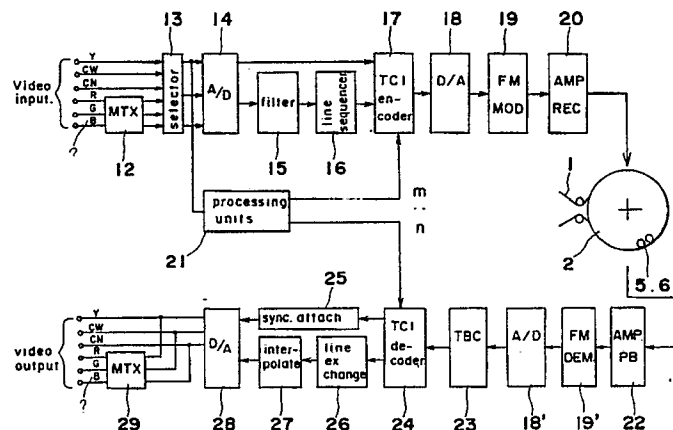 13 14 17 18 19 20
Video input.
Y
CW
CN
R
G
B
?
MTX
12
selector
A/D
filter
15
line sequencer
16
TCI en-coder
D/A
FM MOD
AMP REC
processing units
21
m
n
1
2
5.6
25
sync. attach
video output
Y
CW
CN
R
G
B
?
MTX
29
D/A
28
inter-polate
27
line ex change
26
TCI de-coder
24
TBC
23
A/D
18'
FM DEM.
19'
AMP. PB
22